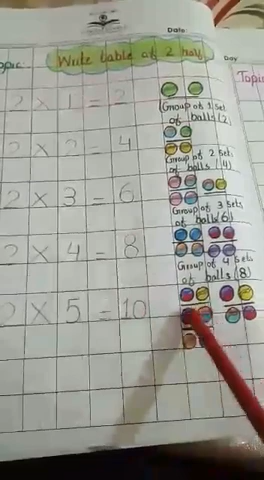 Date:
Write table of 2 half
Day
Topic
2 × 1 = 2
Group of 1 set
of balls (2)
2 × 2 = 4
Group of 2 sets
of balls (4)
2 × 3 = 6
Group of 3 sets
of balls (6)
2 × 4 = 8
Group of 4 sets
of balls (8)
2 × 5 = 10